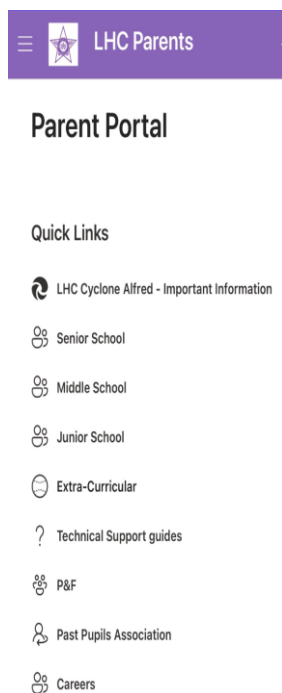 LHC Parents
Parent Portal
Quick Links
LHC Cyclone Alfred - Important Information
Senior School
Middle School
Junior School
Extra-Curricular
Technical Support guides
P&F
Past Pupils Association
Careers